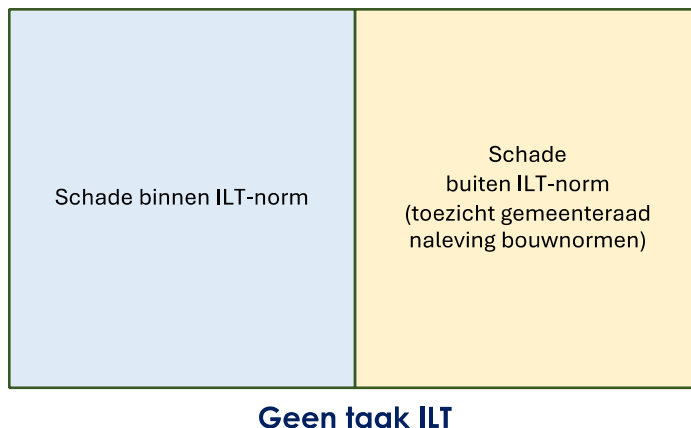 Schade binnen ILT-norm
Schade
buiten ILT-norm
(toezicht gemeenteraad
naleving bouwnormen)
Geen taak ILT